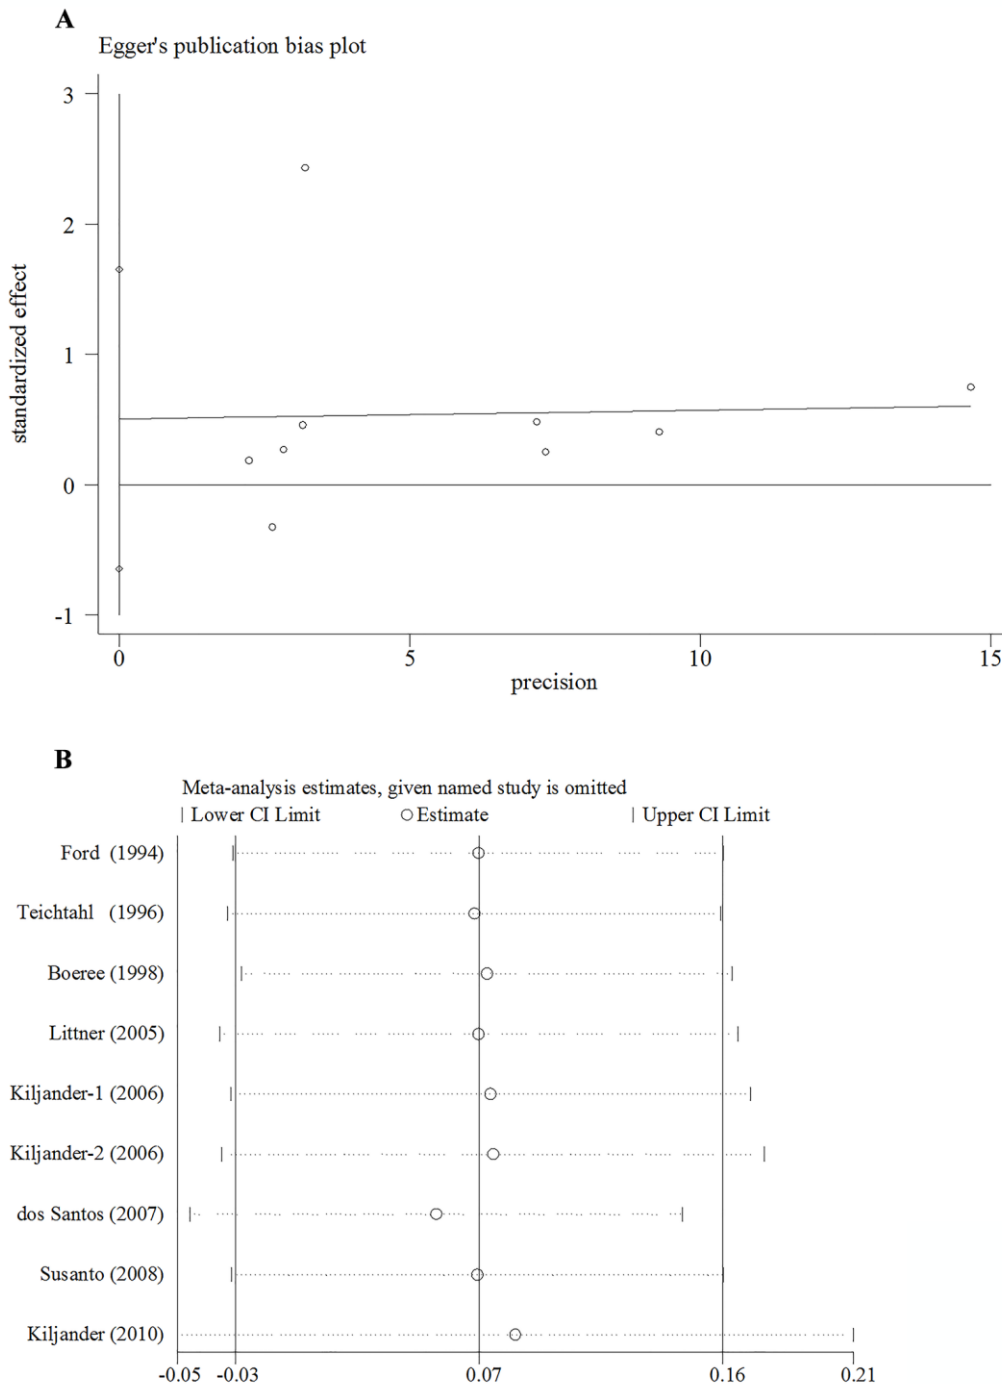 A
Egger's publication bias plot
3
2
1
0
-1
standardized effect
0 5 10 15
precision
B
Meta-analysis estimates, given named study is omitted
| Lower CI Limit ○ Estimate | Upper CI Limit
Ford (1994)
Teichtahl (1996)
Boeree (1998)
Littner (2005)
Kiljander-1 (2006)
Kiljander-2 (2006)
dos Santos (2007)
Susanto (2008)
Kiljander (2010)
-0.05 -0.03 0.07 0.16 0.21